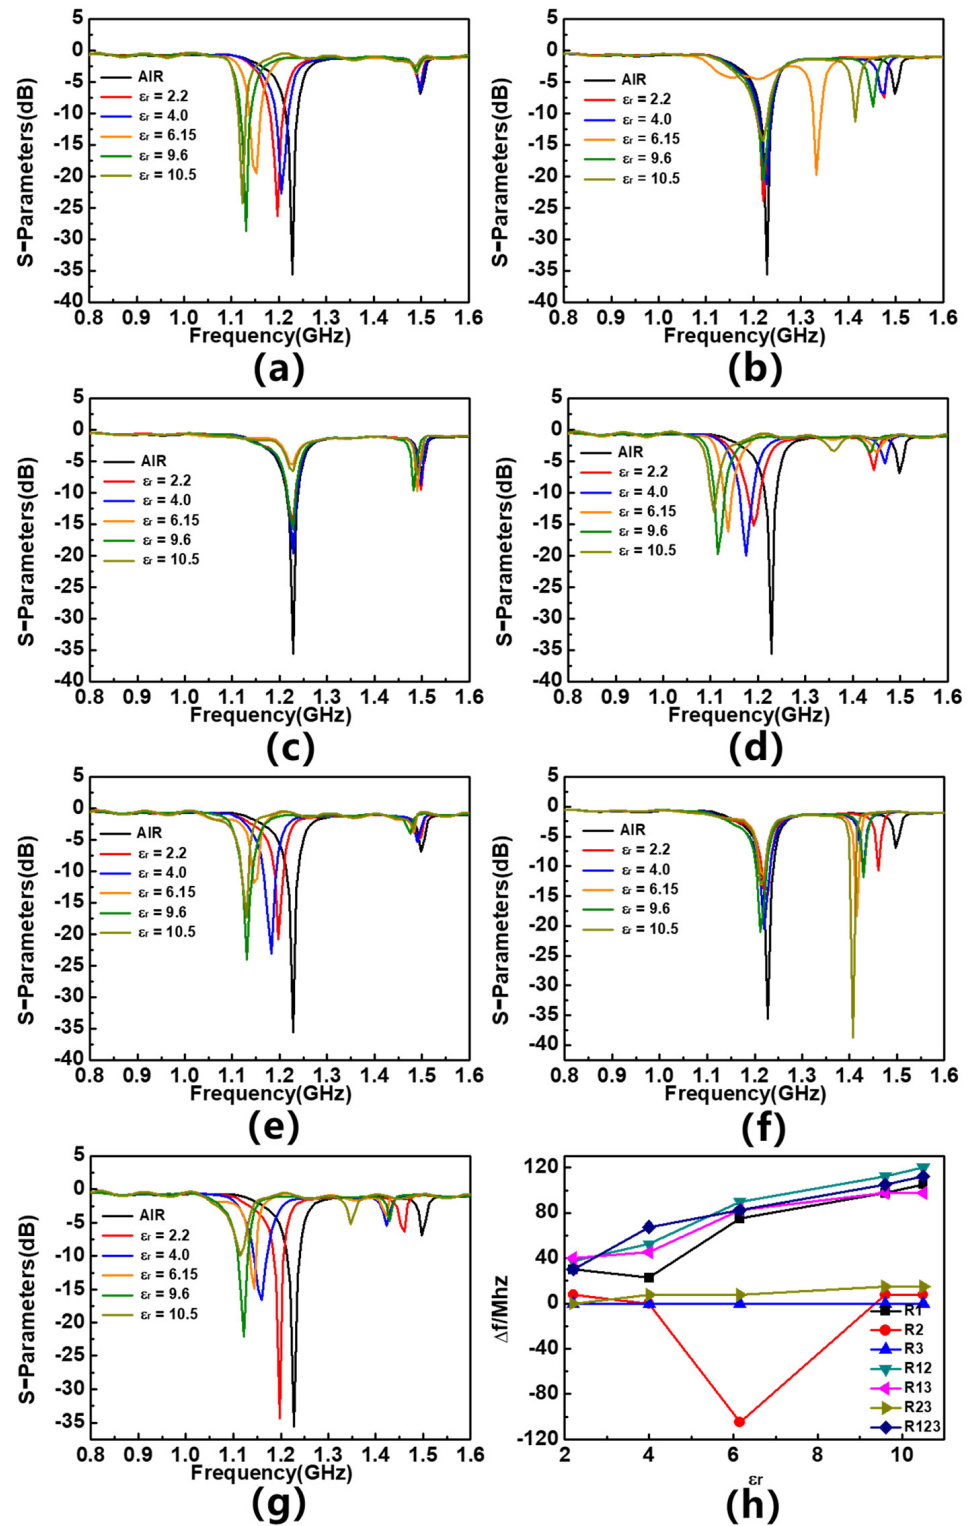 5
0
-5
-10
-15
-20
-25
-30
-35
-40
S-Parameters(dB)
AIR
εr = 2.2
εr = 4.0
εr = 6.15
εr = 9.6
εr = 10.5
0.8 0.9 1.0 1.1 1.2 1.3 1.4 1.5 1.6
Frequency(GHz)
(a)
5
0
-5
-10
-15
-20
-25
-30
-35
-40
S-Parameters(dB)
AIR
εr = 2.2
εr = 4.0
εr = 6.15
εr = 9.6
εr = 10.5
0.8 0.9 1.0 1.1 1.2 1.3 1.4 1.5 1.6
Frequency(GHz)
(b)
5
0
-5
-10
-15
-20
-25
-30
-35
-40
S-Parameters(dB)
AIR
εr = 2.2
εr = 4.0
εr = 6.15
εr = 9.6
εr = 10.5
0.8 0.9 1.0 1.1 1.2 1.3 1.4 1.5 1.6
Frequency(GHz)
(c)
5
0
-5
-10
-15
-20
-25
-30
-35
-40
S-Parameters(dB)
AIR
εr = 2.2
εr = 4.0
εr = 6.15
εr = 9.6
εr = 10.5
0.8 0.9 1.0 1.1 1.2 1.3 1.4 1.5 1.6
Frequency(GHz)
(d)
5
0
-5
-10
-15
-20
-25
-30
-35
-40
S-Parameters(dB)
AIR
εr = 2.2
εr = 4.0
εr = 6.15
εr = 9.6
εr = 10.5
0.8 0.9 1.0 1.1 1.2 1.3 1.4 1.5 1.6
Frequency(GHz)
(e)
5
0
-5
-10
-15
-20
-25
-30
-35
-40
S-Parameters(dB)
AIR
εr = 2.2
εr = 4.0
εr = 6.15
εr = 9.6
εr = 10.5
0.8 0.9 1.0 1.1 1.2 1.3 1.4 1.5 1.6
Frequency(GHz)
(f)
5
0
-5
-10
-15
-20
-25
-30
-35
S-Parameters(dB)
AIR
εr = 2.2
εr = 4.0
εr = 6.15
εr = 9.6
εr = 10.5
0.8 0.9 1.0 1.1 1.2 1.3 1.4 1.5 1.6
Frequency(GHz)
(g)
120
80
40
0
-40
-80
-120
Δf/Mhz
R1
R2
R3
R12
R13
R23
R123
2 4 6 8 10
εr
(h)